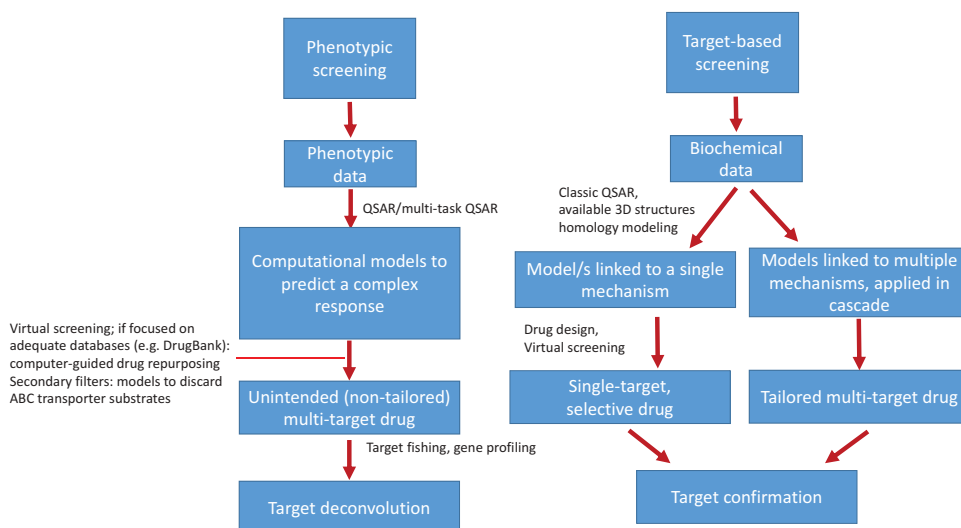 Phenotypic
screening
Phenotypic
data
QSAR/multi-task QSAR
Computational models to
predict a complex
response
Virtual screening; if focused on
adequate databases (e.g. DrugBank):
computer-guided drug repurposing
Secondary filters: models to discard
ABC transporter substrates
Unintended (non-tailored)
multi-target drug
Target fishing, gene profiling
Target deconvolution
Target-based
screening
Biochemical
data
Classic QSAR,
available 3D structures
homology modeling
Model/s linked to a single
mechanism
Models linked to multiple
mechanisms, applied in
cascade
Drug design,
Virtual screening
Single-target,
selective drug
Tailored multi-target drug
Target confirmation